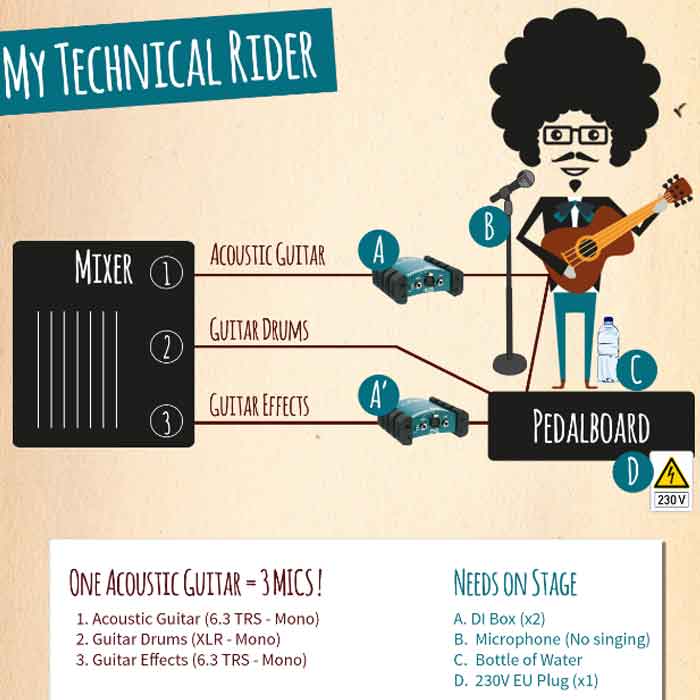 MY TECHNICAL RIDER
MIXER
1
ACOUSTIC GUITAR
A
B
2
GUITAR DRUMS
3
GUITAR EFFECTS
A'
C
PEDALBOARD
D
230 V
ONE ACOUSTIC GUITAR = 3 MICS!
1. Acoustic Guitar (6.3 TRS - Mono)
2. Guitar Drums (XLR - Mono)
3. Guitar Effects (6.3 TRS - Mono)
NEEDS ON STAGE
A. DI Box (x2)
B. Microphone (No singing)
C. Bottle of Water
D. 230V EU Plug (x1)